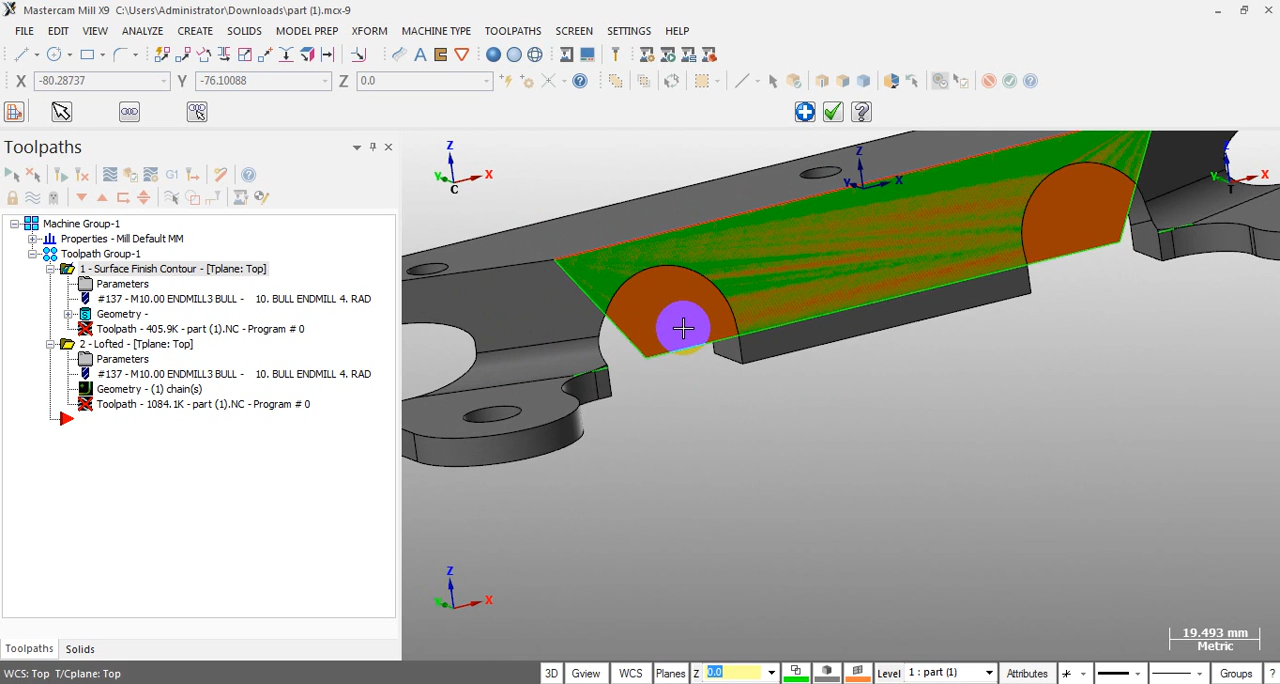 Mastercam Mill X9 C:\Users\Administrator\Downloads\part (1).mcx-9
FILE EDIT VIEW ANALYZE CREATE SOLIDS MODEL PREP XFORM MACHINE TYPE TOOLPATHS SCREEN SETTINGS HELP
X -80.28737 Y -76.10088 Z 0.0
Toolpaths
G1
Machine Group-1
Properties - Mill Default MM
Toolpath Group-1
1 - Surface Finish Contour - [Tplane: Top]
Parameters
#137 - M10.00 ENDMILL3 BULL - 10. BULL ENDMILL 4. RAD
Geometry -
Toolpath - 405.9K - part (1).NC - Program # 0
2 - Lofted - [Tplane: Top]
Parameters
#137 - M10.00 ENDMILL3 BULL - 10. BULL ENDMILL 4. RAD
Geometry - (1) chain(s)
Toolpath - 1084.1K - part (1).NC - Program # 0
Z
Y X
C
Z
Y X
Z
Y X
T
Z
X
19.493 mm
Metric
Toolpaths Solids
WCS: Top T/Cplane: Top
3D Gview WCS Planes Z 0.0 Level 1 : part (1) Attributes Groups ?